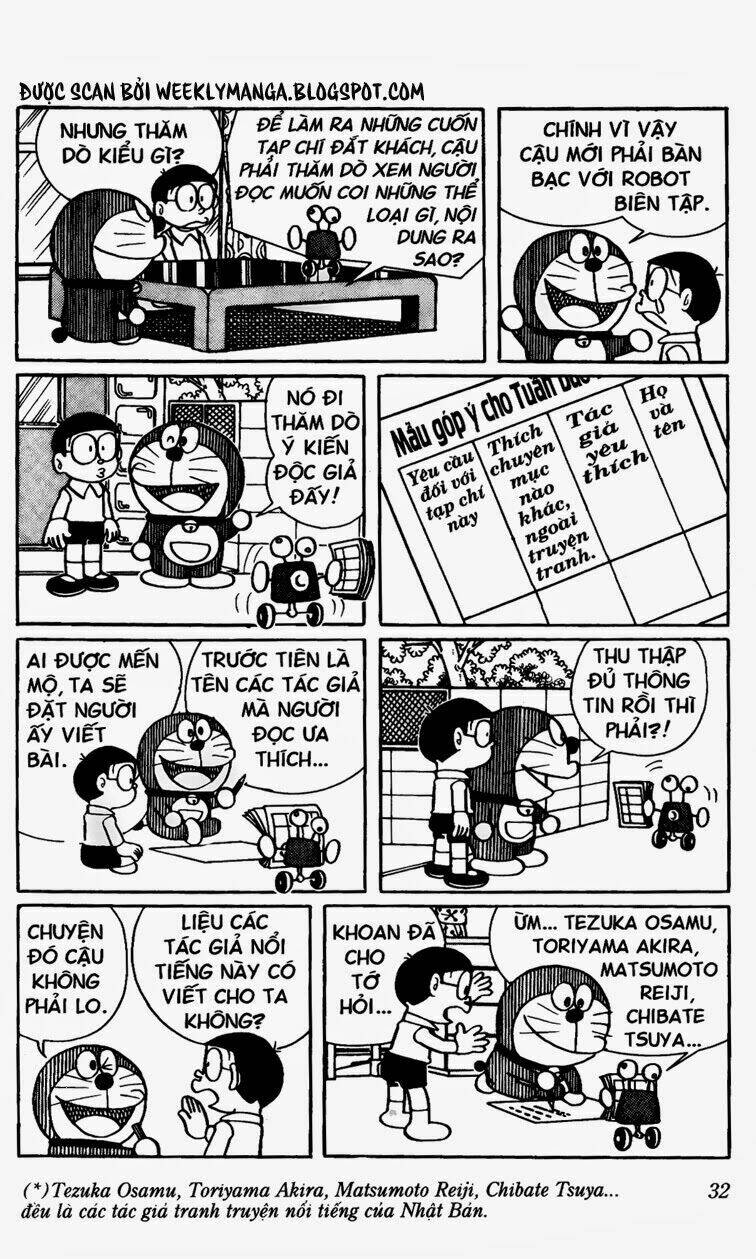 ĐƯỢC SCAN BỞI WEEKLYMANGA.BLOGSPOT.COM
CHÍNH VÌ VẬY
CẬU MỚI PHẢI BÀN
BẠC VỚI ROBOT
BIÊN TẬP.
ĐỂ LÀM RA NHỮNG CUỐN
TẠP CHÍ ĐẮT KHÁCH, CẬU
PHẢI THĂM DÒ XEM NGƯỜI
ĐỌC MUỐN COI NHỮNG THỂ
LOẠI GÌ, NỘI
DUNG RA
SAO?
NHƯNG THĂM
DÒ KIỂU GÌ?
Mẫu góp ý cho Tuần
Yêu cầu
đối với
tạp chí
này
Thích
chuyên
mục
nào
khác,
ngoài
truyện
tranh.
Tác
giả
yêu
thích
Họ
và
tên
NÓ ĐI
THĂM DÒ
Ý KIẾN
ĐỘC GIẢ
ĐẤY!
THU THẬP
ĐỦ THÔNG
TIN RỒI THÌ
PHẢI?!
TRƯỚC TIÊN LÀ
TÊN CÁC TÁC GIẢ
MÀ NGƯỜI
ĐỌC ƯA
THÍCH...
AI ĐƯỢC MẾN
MỘ, TA SẼ
ĐẶT NGƯỜI
ẤY VIẾT
BÀI.
ỪM... TEZUKA OSAMU,
TORIYAMA AKIRA,
MATSUMOTO
REIJI,
CHIBATE
TSUYA...
KHOAN ĐÃ
CHO
TỚ
HỎI...
LIỆU CÁC
TÁC GIẢ NỔI
TIẾNG NÀY CÓ
VIẾT CHO TA
KHÔNG?
CHUYỆN
ĐÓ CẬU
KHÔNG
PHẢI LO.
(*)Tezuka Osamu, Toriyama Akira, Matsumoto Reiji, Chibate Tsuya...
đều là các tác giả tranh truyện nổi tiếng của Nhật Bản.
32